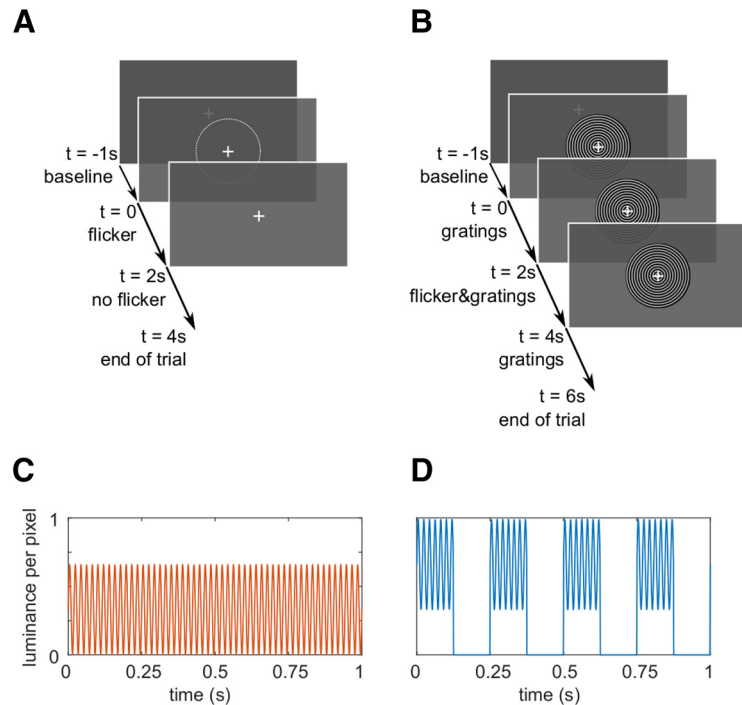 A
t = -1s
baseline
t = 0
flicker
t = 2s
no flicker
t = 4s
end of trial
B
t = -1s
baseline
t = 0
gratings
t = 2s
flicker&gratings
t = 4s
gratings
t = 6s
end of trial
C
luminance per pixel
1
0
0 0.25 0.5 0.75 1
time (s)
D
0 0.25 0.5 0.75 1
time (s)